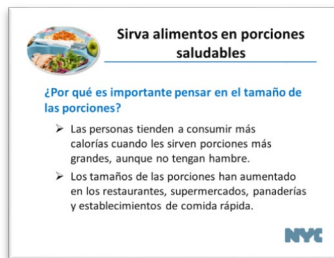 Sirva alimentos en porciones
saludables
¿Por qué es importante pensar en el tamaño de
las porciones?
➢ Las personas tienden a consumir más
calorías cuando les sirven porciones más
grandes, aunque no tengan hambre.
➢ Los tamaños de las porciones han aumentado
en los restaurantes, supermercados, panaderías
y establecimientos de comida rápida.
NYC